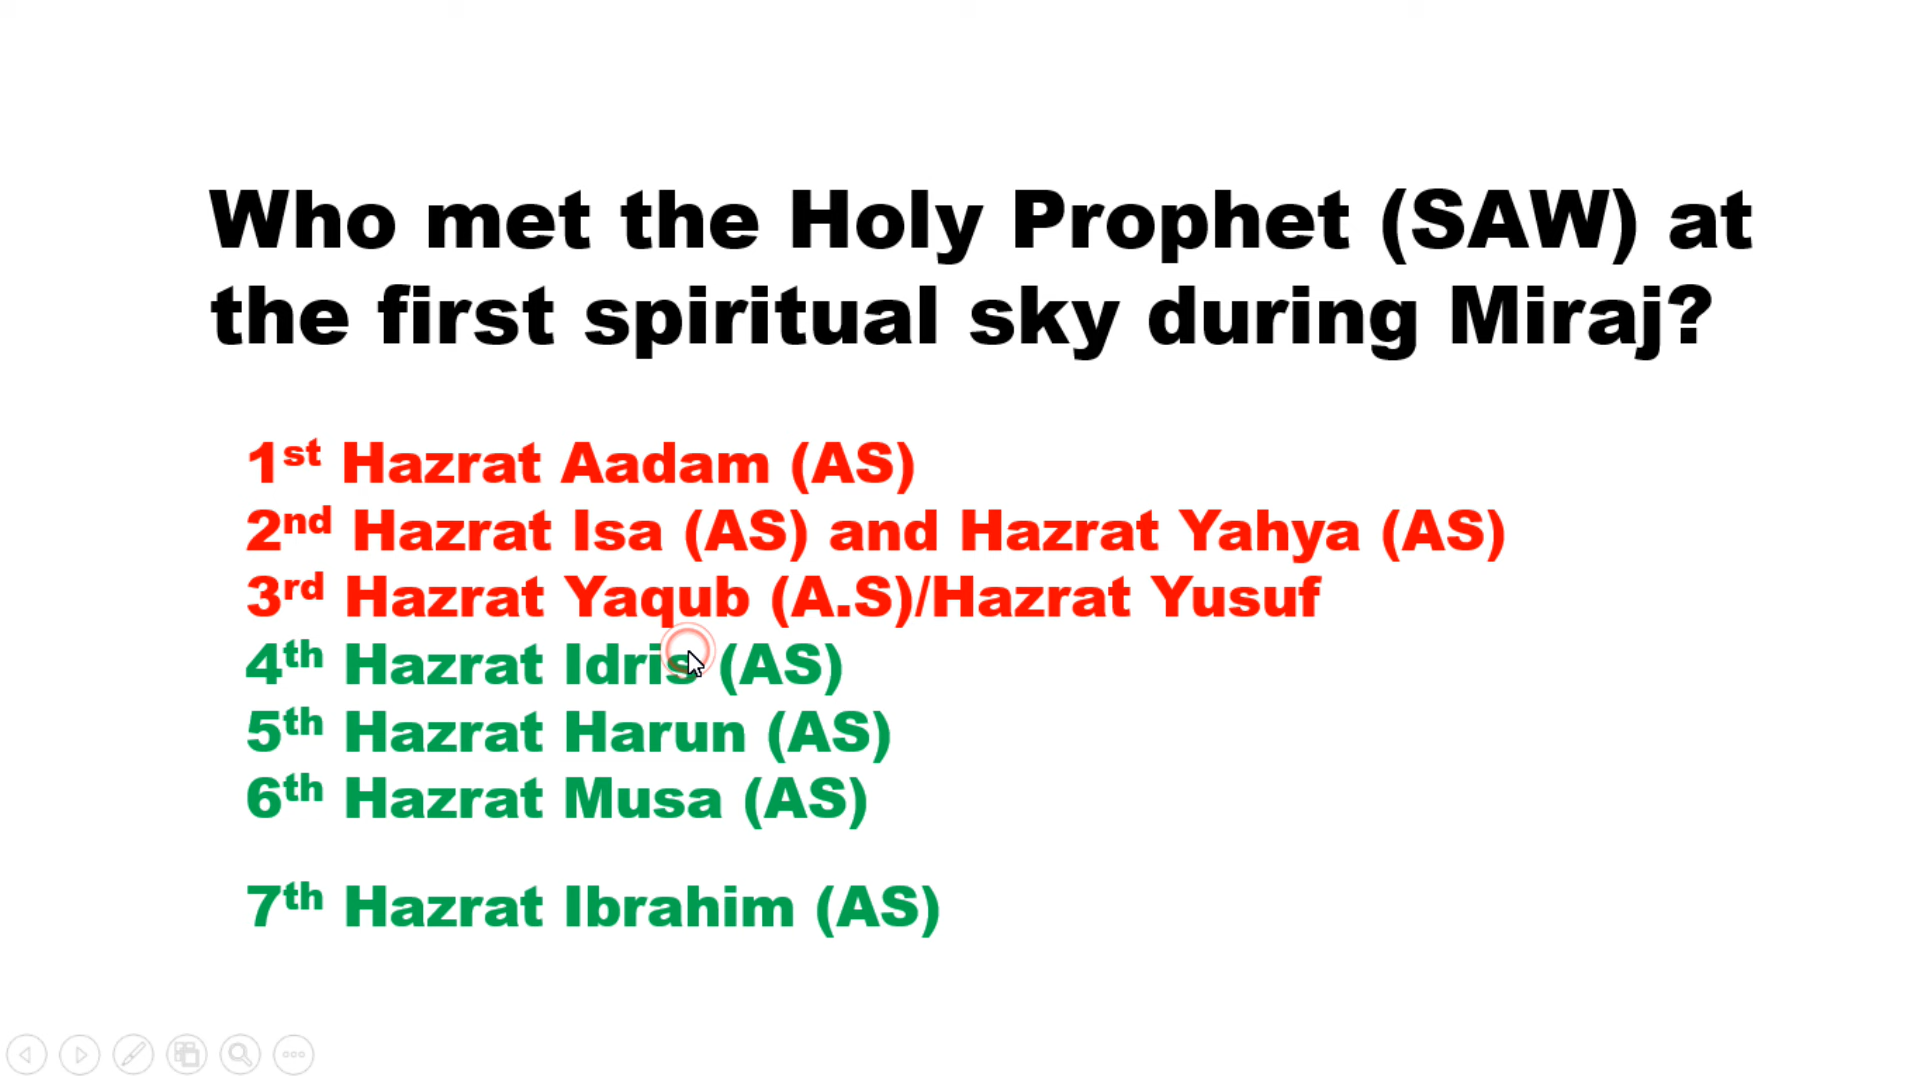 Who met the Holy Prophet (SAW) at
the first spiritual sky during Miraj?
1st Hazrat Aadam (AS)
2nd Hazrat Isa (AS) and Hazrat Yahya (AS)
3rd Hazrat Yaqub (A.S)/Hazrat Yusuf
4th Hazrat Idris (AS)
5th Hazrat Harun (AS)
6th Hazrat Musa (AS)
7th Hazrat Ibrahim (AS)